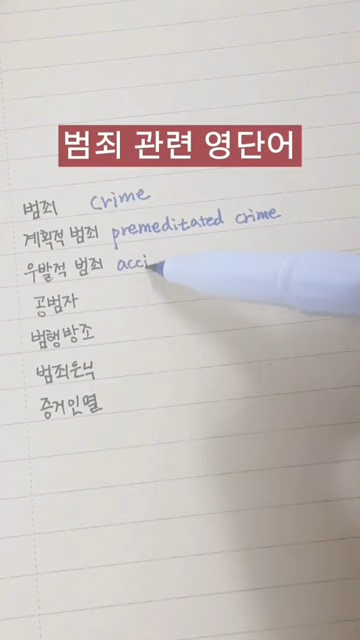 범죄 관련 영단어
범죄 crime
계획적 범죄 premeditated crime
우발적 범죄 acci
공범자
범행방조
범죄은닉
증거인멸